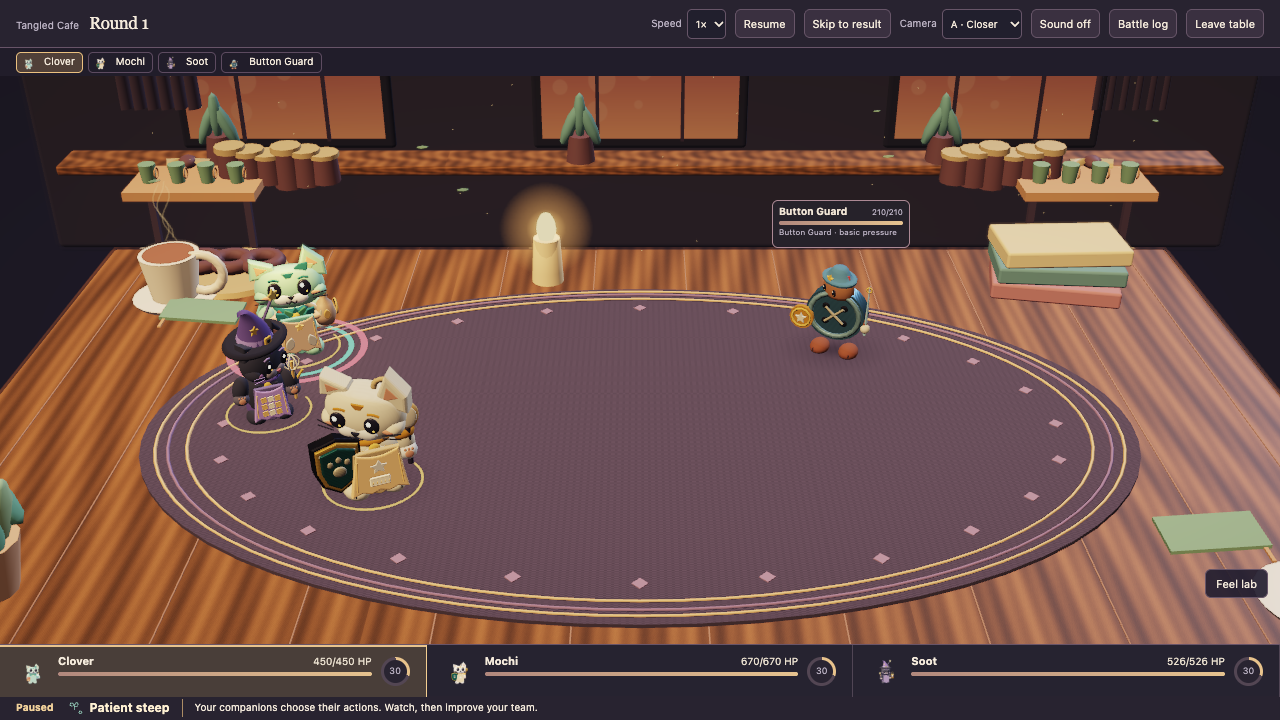 Tangled Cafe Round 1 Speed 1x Resume Skip to result Camera A · Closer Sound off Battle log Leave table
Clover Mochi Soot Button Guard
Button Guard 210/210
Button Guard · basic pressure
Feel lab
Clover 450/450 HP 30 Mochi 670/670 HP 30 Soot 526/526 HP 30
Paused Patient steep Your companions choose their actions. Watch, then improve your team.